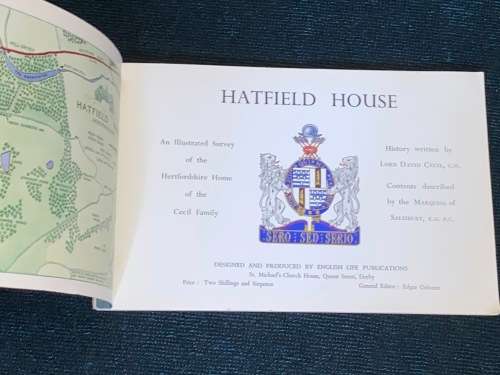 HATFIELD
HATFIELD HOUSE
An Illustrated Survey
of the
Hertfordshire Home
of the
Cecil Family
History written by
LORD DAVID CECIL, C.H.
Contents described
by the MARQUESS OF
SALISBURY, K.G. P.C.
SERO : SED : SERIO
DESIGNED AND PRODUCED BY ENGLISH LIFE PUBLICATIONS
St. Michael's Church House, Queen Street, Derby
Price : Two Shillings and Sixpence
General Editor : Edgar Osborne